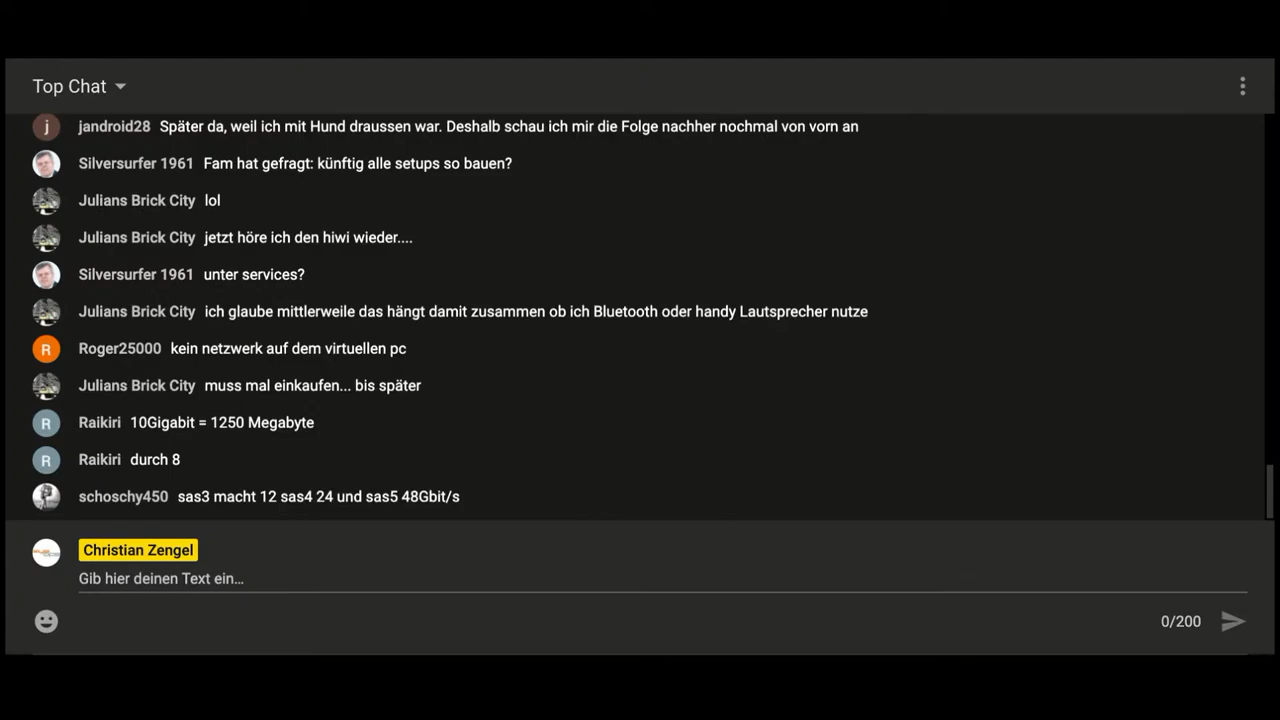 Top Chat
j jandroid28 Später da, weil ich mit Hund draussen war. Deshalb schau ich mir die Folge nachher nochmal von vorn an
Silversurfer 1961 Fam hat gefragt: künftig alle setups so bauen?
Julians Brick City lol
Julians Brick City jetzt höre ich den hiwi wieder....
Silversurfer 1961 unter services?
Julians Brick City ich glaube mittlerweile das hängt damit zusammen ob ich Bluetooth oder handy Lautsprecher nutze
R Roger25000 kein netzwerk auf dem virtuellen pc
Julians Brick City muss mal einkaufen... bis später
R Raikiri 10Gigabit = 1250 Megabyte
R Raikiri durch 8
schoschy450 sas3 macht 12 sas4 24 und sas5 48Gbit/s
Christian Zengel
Gib hier deinen Text ein...
0/200